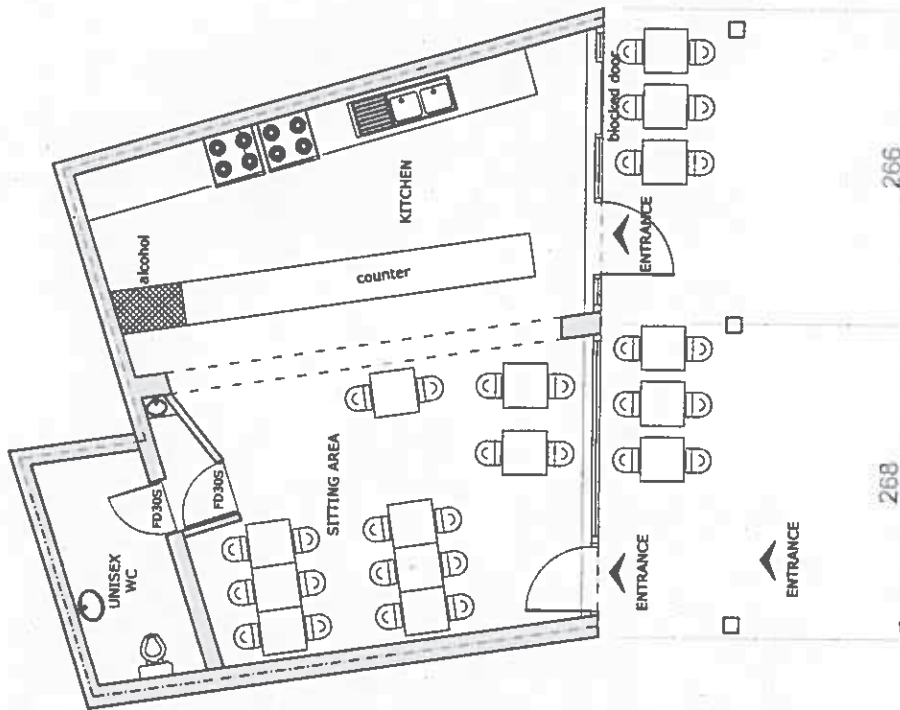 alcohol
KITCHEN
counter
blocked door
ENTRANCE
266
UNISEX
WC
FD30S
FD30S
SITTING AREA
ENTRANCE
ENTRANCE
268